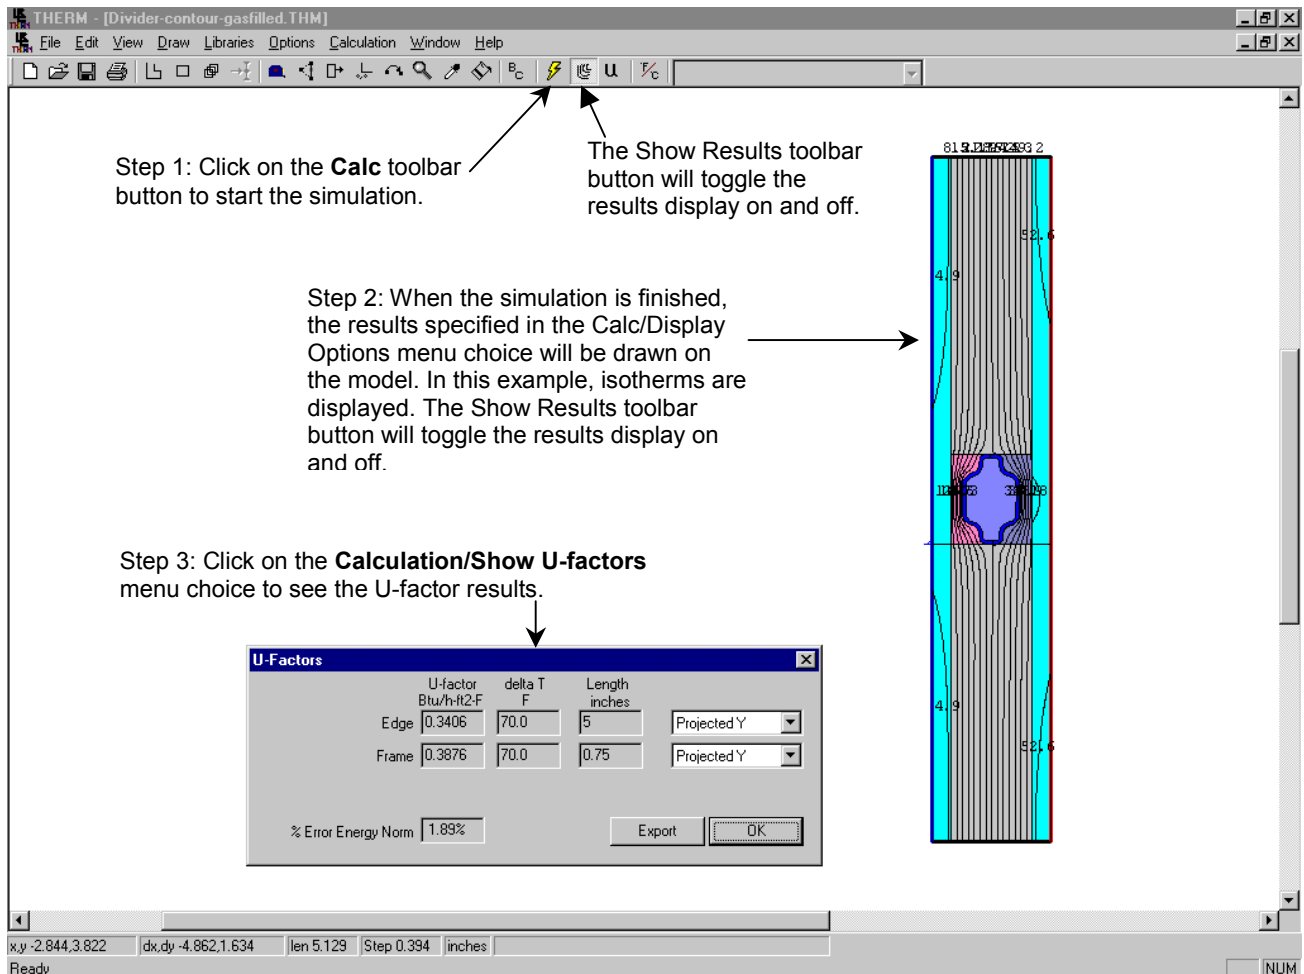 THERM - [Divider-contour-gasfilled.THM]
File Edit View Draw Libraries Options Calculation Window Help
Step 1: Click on the Calc toolbar
button to start the simulation.
The Show Results toolbar
button will toggle the
results display on and off.
52.6
4.9
Step 2: When the simulation is finished,
the results specified in the Calc/Display
Options menu choice will be drawn on
the model. In this example, isotherms are
displayed. The Show Results toolbar
button will toggle the results display on
and off.
Step 3: Click on the Calculation/Show U-factors
menu choice to see the U-factor results.
U-Factors
U-factor delta T Length
Btu/h-ft2-F F inches
Edge 0.3406 70.0 5 Projected Y
Frame 0.3876 70.0 0.75 Projected Y
% Error Energy Norm 1.89% Export OK
4.9
52.6
x,y -2.844,3.822 dx,dy -4.862,1.634 len 5.129 Step 0.394 inches
Ready NUM